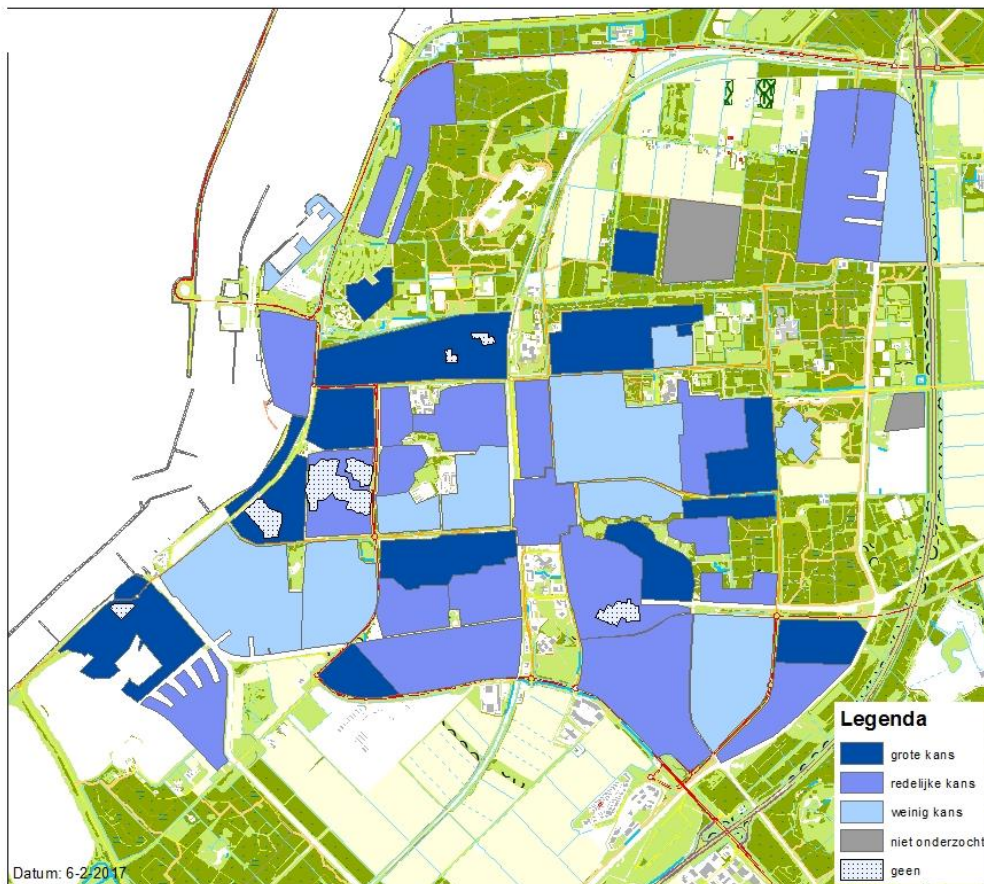 Legenda
grote kans
redelijke kans
weinig kans
niet onderzocht
geen
Datum: 6-2-2017